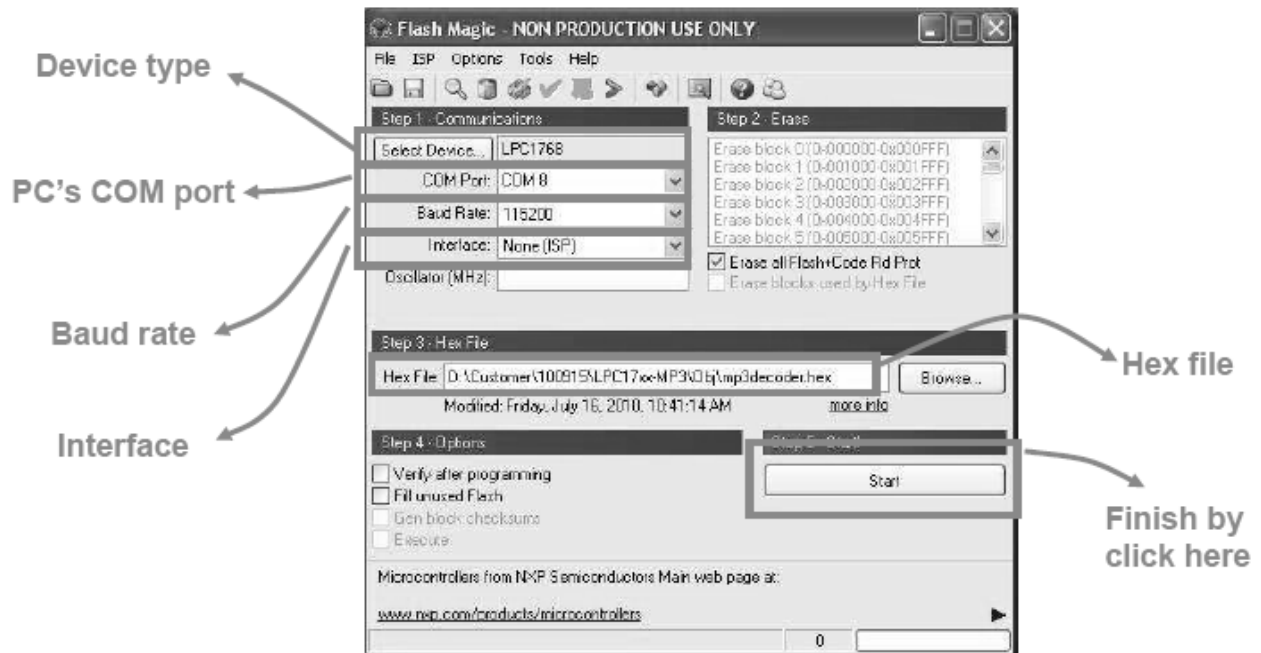 Flash Magic - NON PRODUCTION USE ONLY
File ISP Options Tools Help
Device type
PC's COM port
Baud rate
Interface
Step 1 - Communications
Select Device... LPC1768
COM Port: COM 8
Baud Rate: 115200
Interface: None (ISP)
Oscillator (MHz):
Step 2 - Erase
Erase block 0 (0x000000-0x000FFF)
Erase block 1 (0x001000-0x001FFF)
Erase block 2 (0x002000-0x002FFF)
Erase block 3 (0x003000-0x003FFF)
Erase block 4 (0x004000-0x004FFF)
Erase block 5 (0x005000-0x005FFF)
Erase all Flash+Code Rd Prot
Erase blocks used by Hex File
Step 3 - Hex File
Hex File: D:\Customer\100915\LPC17xx-MP3\Obj\mp3decoder.hex Browse...
Modified: Friday, July 16, 2010, 10:41:14 AM more info
Hex file
Step 4 - Options
Verify after programming
Fill unused Flash
Gen block checksums
Execute
Step 5 - Start!
Start
Finish by
click here
Microcontrollers from NXP Semiconductors Main web page at:
www.nxp.com/products/microcontrollers
0